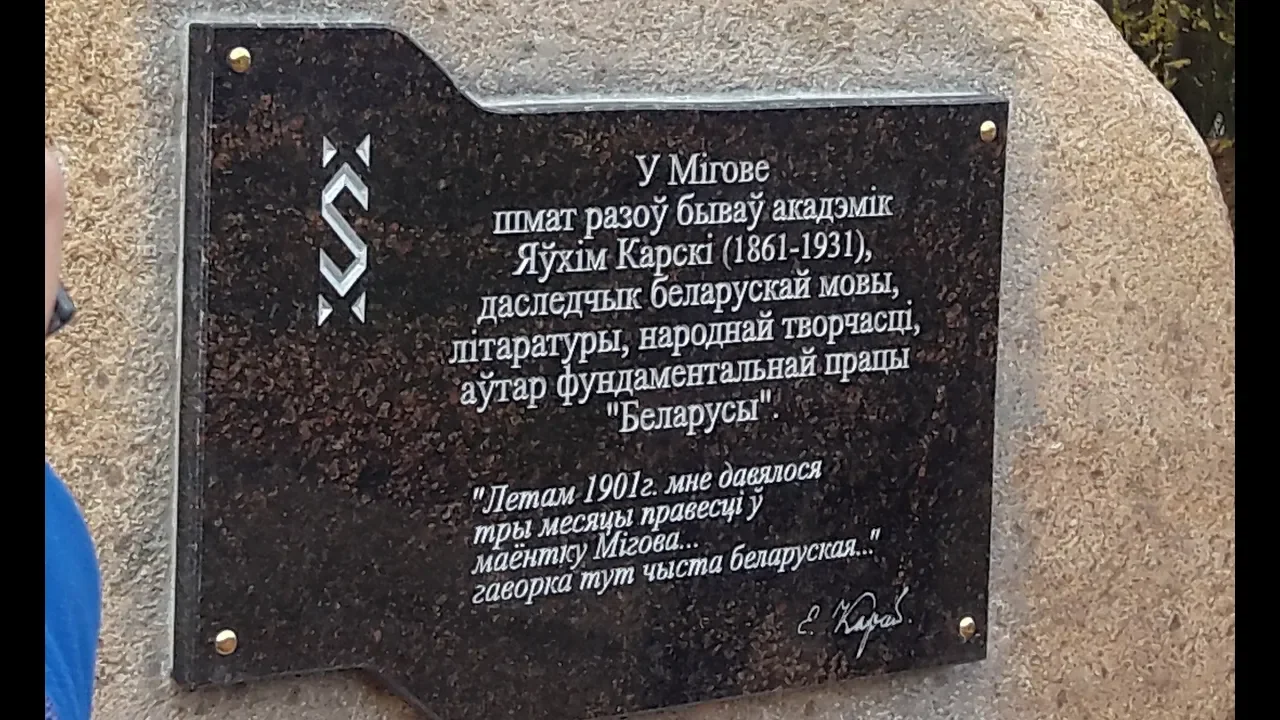 У Мігове
шмат разоў бываў акадэмік
Яўхім Карскі (1861-1931),
даследчык беларускай мовы,
літаратуры, народнай творчасці,
аўтар фундаментальнай працы
"Беларусы".
"Летам 1901г. мне давялося
тры месяцы правесці ў
маёнтку Мігова...
гаворка тут чыста беларуская..."
Е.